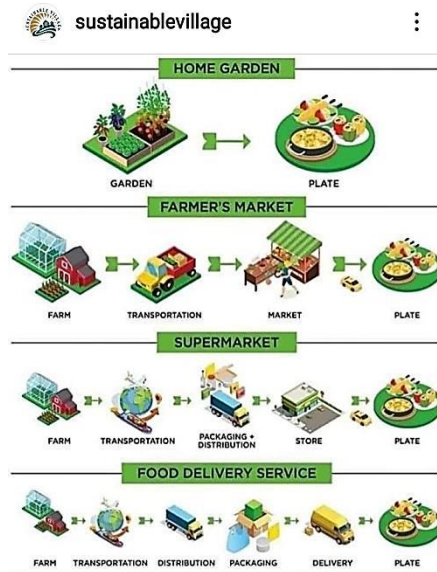 sustainablevillage
HOME GARDEN
GARDEN PLATE
FARMER'S MARKET
FARM TRANSPORTATION MARKET PLATE
SUPERMARKET
FARM TRANSPORTATION PACKAGING + DISTRIBUTION STORE PLATE
FOOD DELIVERY SERVICE
FARM TRANSPORTATION DISTRIBUTION PACKAGING DELIVERY PLATE